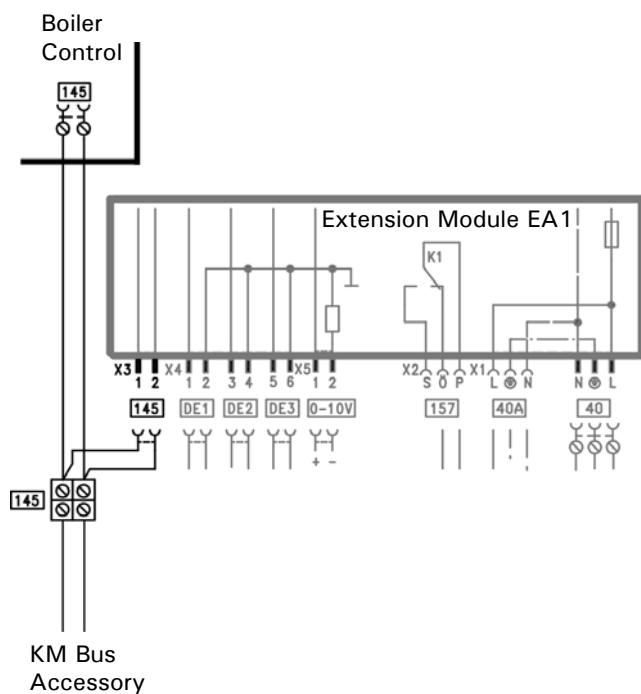 Boiler
Control
145
Extension Module EA1
K1
X3 X4 X5 X2 X1
1 2 1 2 3 4 5 6 1 2 S Ö P L N N L
145 DE1 DE2 DE3 0-10V 157 40A 40
+ -
145
KM Bus
Accessory